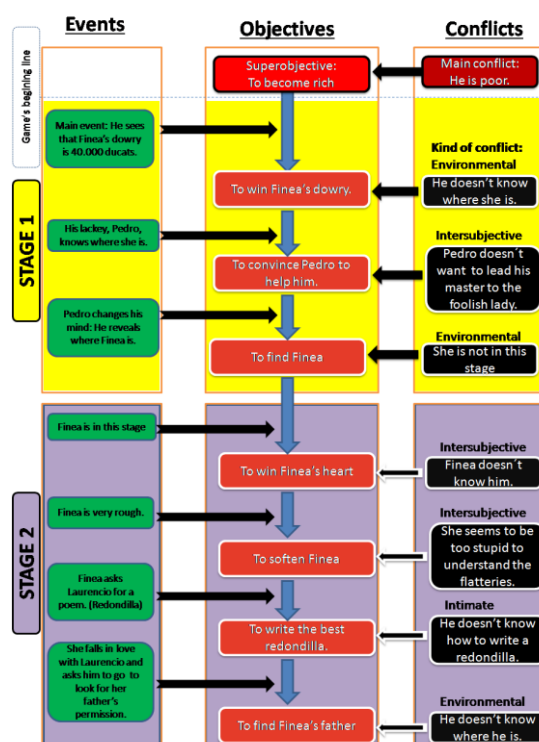 Events
Objectives
Conflicts
Game's begining line
Superobjective:
To become rich
Main conflict:
He is poor.
Main event: He sees
that Finea's dowry
is 40.000 ducats.
Kind of conflict:
Environmental
To win Finea's dowry.
He doesn't know
where she is.
STAGE 1
His lackey, Pedro,
knows where she is.
Intersubjective
To convince Pedro to
help him.
Pedro doesn´t
want to lead his
master to the
foolish lady.
Pedro changes his
mind: He reveals
where Finea is.
Environmental
To find Finea
She is not in this
stage
Finea is in this stage
Intersubjective
To win Finea's heart
Finea doesn´t
know him.
STAGE 2
Finea is very rough.
Intersubjective
To soften Finea
She seems to be
too stupid to
understand the
flatteries.
Finea asks
Laurencio for a
poem. (Redondilla)
Intimate
To write the best
redondilla.
He doesn't know
how to write a
redondilla.
She falls in love
with Laurencio and
asks him to go to
look for her
father's
permission.
Environmental
To find Finea's father
He doesn't know
where he is.